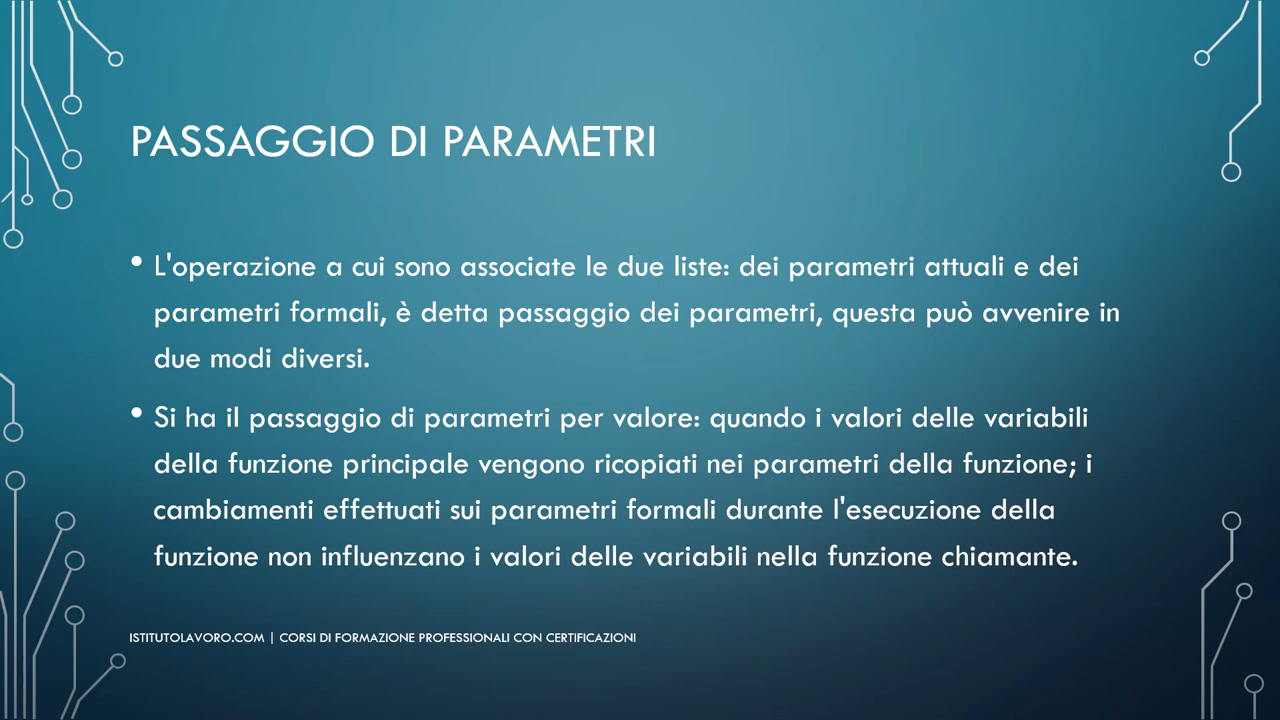 PASSAGGIO DI PARAMETRI
• L'operazione a cui sono associate le due liste: dei parametri attuali e dei
parametri formali, è detta passaggio dei parametri, questa può avvenire in
due modi diversi.
• Si ha il passaggio di parametri per valore: quando i valori delle variabili
della funzione principale vengono ricopiati nei parametri della funzione; i
cambiamenti effettuati sui parametri formali durante l'esecuzione della
funzione non influenzano i valori delle variabili nella funzione chiamante.
ISTITUTOLAVORO.COM | CORSI DI FORMAZIONE PROFESSIONALI CON CERTIFICAZIONI